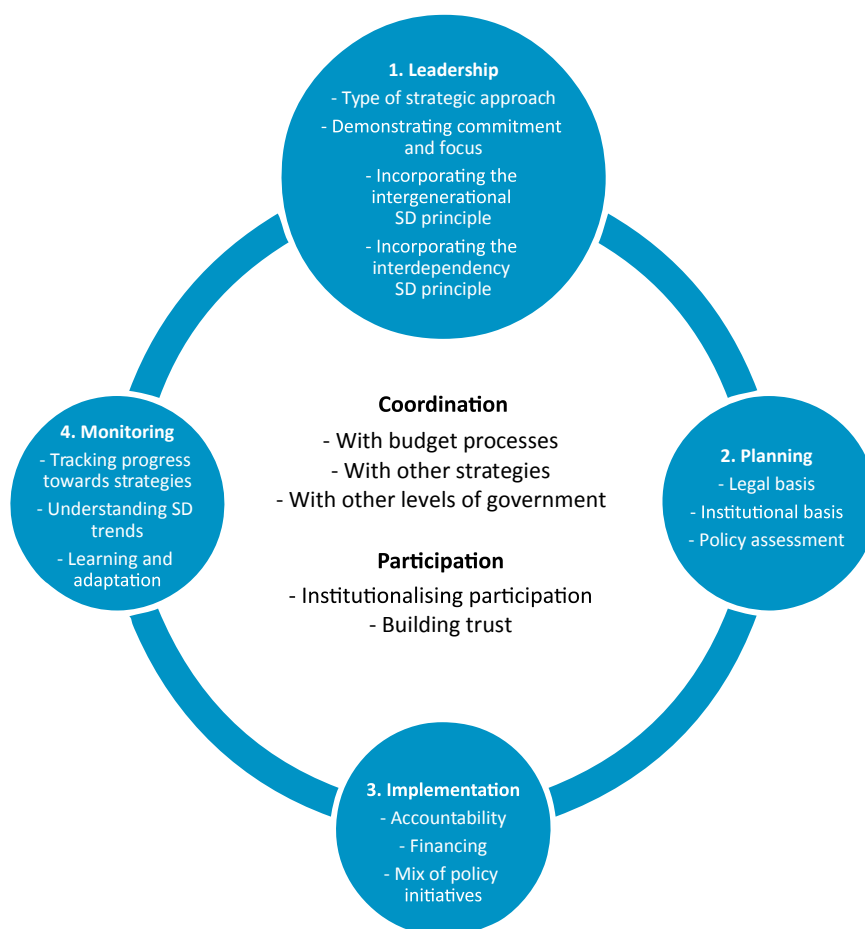 1. Leadership
- Type of strategic approach
- Demonstrating commitment
and focus
- Incorporating the
intergenerational
SD principle
- Incorporating the
interdependency
SD principle
Coordination
- With budget processes
- With other strategies
- With other levels of government
Participation
- Institutionalising participation
- Building trust
2. Planning
- Legal basis
- Institutional basis
- Policy assessment
3. Implementation
- Accountability
- Financing
- Mix of policy
initiatives
4. Monitoring
- Tracking progress
towards strategies
- Understanding SD
trends
- Learning and
adaptation